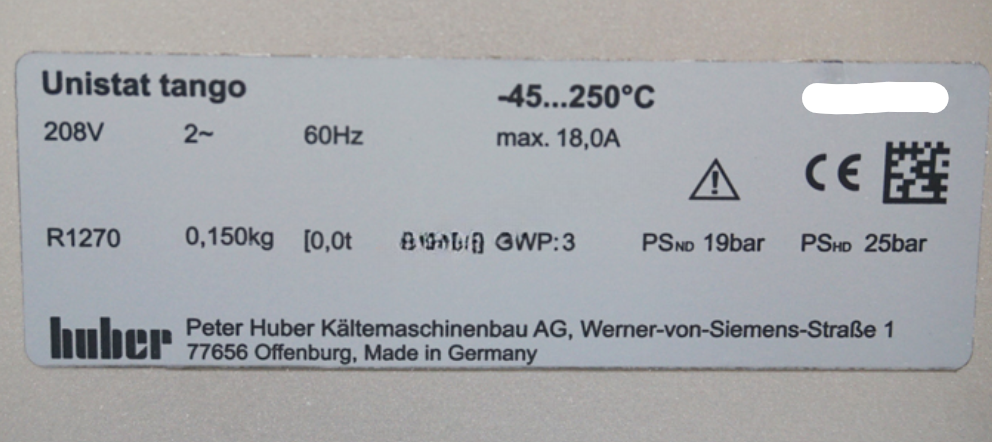 Unistat tango -45...250°C
208V 2~ 60Hz max. 18,0A
CE
R1270 0,150kg [0,0t GWP:3 PSND 19bar PSHD 25bar
huber Peter Huber Kältemaschinenbau AG, Werner-von-Siemens-Straße 1
77656 Offenburg, Made in Germany